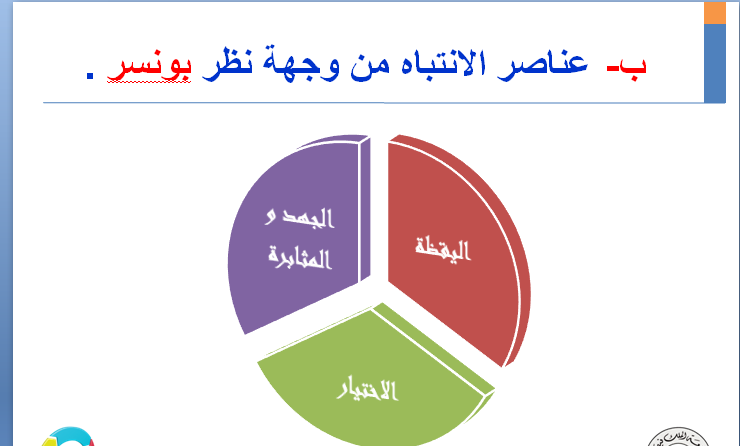 ب- عناصر الانتباه من وجهة نظر بونسر .
اليقظة
الجهد و
المثابرة
الاختيار